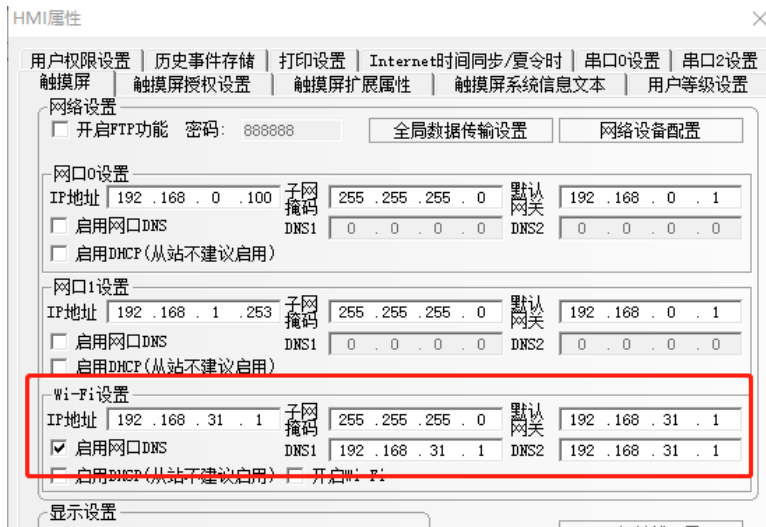 HMI属性
用户权限设置 历史事件存储 打印设置 Internet时间同步/夏令时 串口0设置 串口2设置
触摸屏 触摸屏授权设置 触摸屏扩展属性 触摸屏系统信息文本 用户等级设置
网络设置
开启FTP功能 密码: 888888 全局数据传输设置 网络设备配置
网口0设置
IP地址 192 .168 . 0 .100 子网掩码 255 .255 .255 . 0 默认网关 192 .168 . 0 . 1
启用网口DNS DNS1 0 . 0 . 0 . 0 DNS2 0 . 0 . 0 . 0
启用DHCP(从站不建议启用)
网口1设置
IP地址 192 .168 . 1 .253 子网掩码 255 .255 .255 . 0 默认网关 192 .168 . 0 . 1
启用网口DNS DNS1 0 . 0 . 0 . 0 DNS2 0 . 0 . 0 . 0
启用DHCP(从站不建议启用)
Wi-Fi设置
IP地址 192 .168 . 31 . 1 子网掩码 255 .255 .255 . 0 默认网关 192 .168 . 31 . 1
启用网口DNS DNS1 192 .168 . 31 . 1 DNS2 192 .168 . 31 . 1
启用DHCP(从站不建议启用) 开启Wi-Fi
显示设置